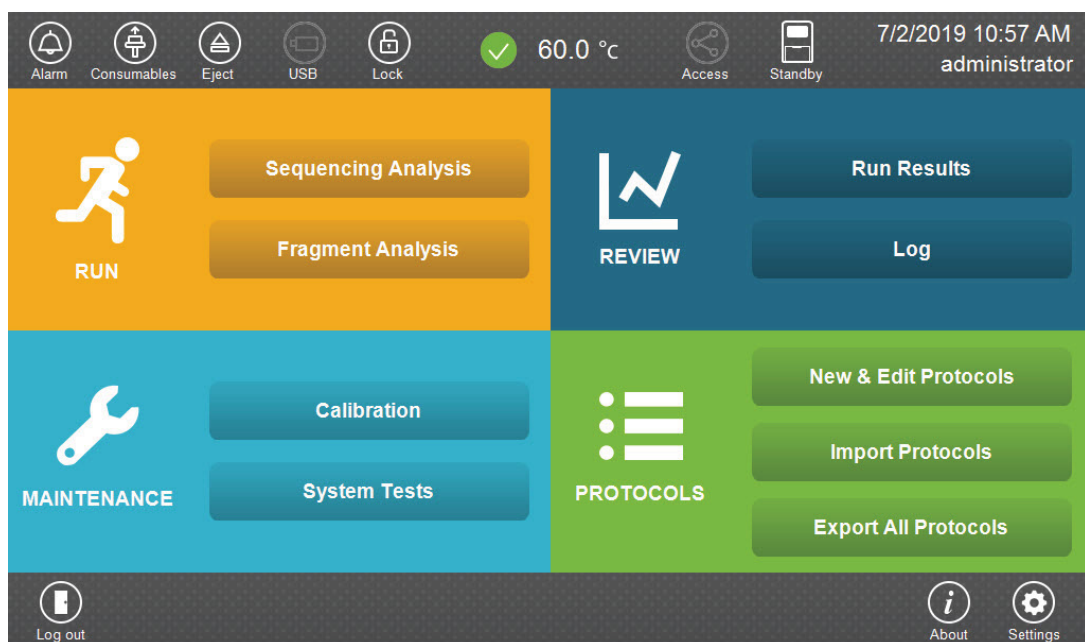 Alarm
Consumables
Eject
USB
Lock
60.0 °c
Access
Standby
7/2/2019 10:57 AM
administrator
RUN
Sequencing Analysis
Fragment Analysis
REVIEW
Run Results
Log
MAINTENANCE
Calibration
System Tests
PROTOCOLS
New & Edit Protocols
Import Protocols
Export All Protocols
Log out
i
About
Settings